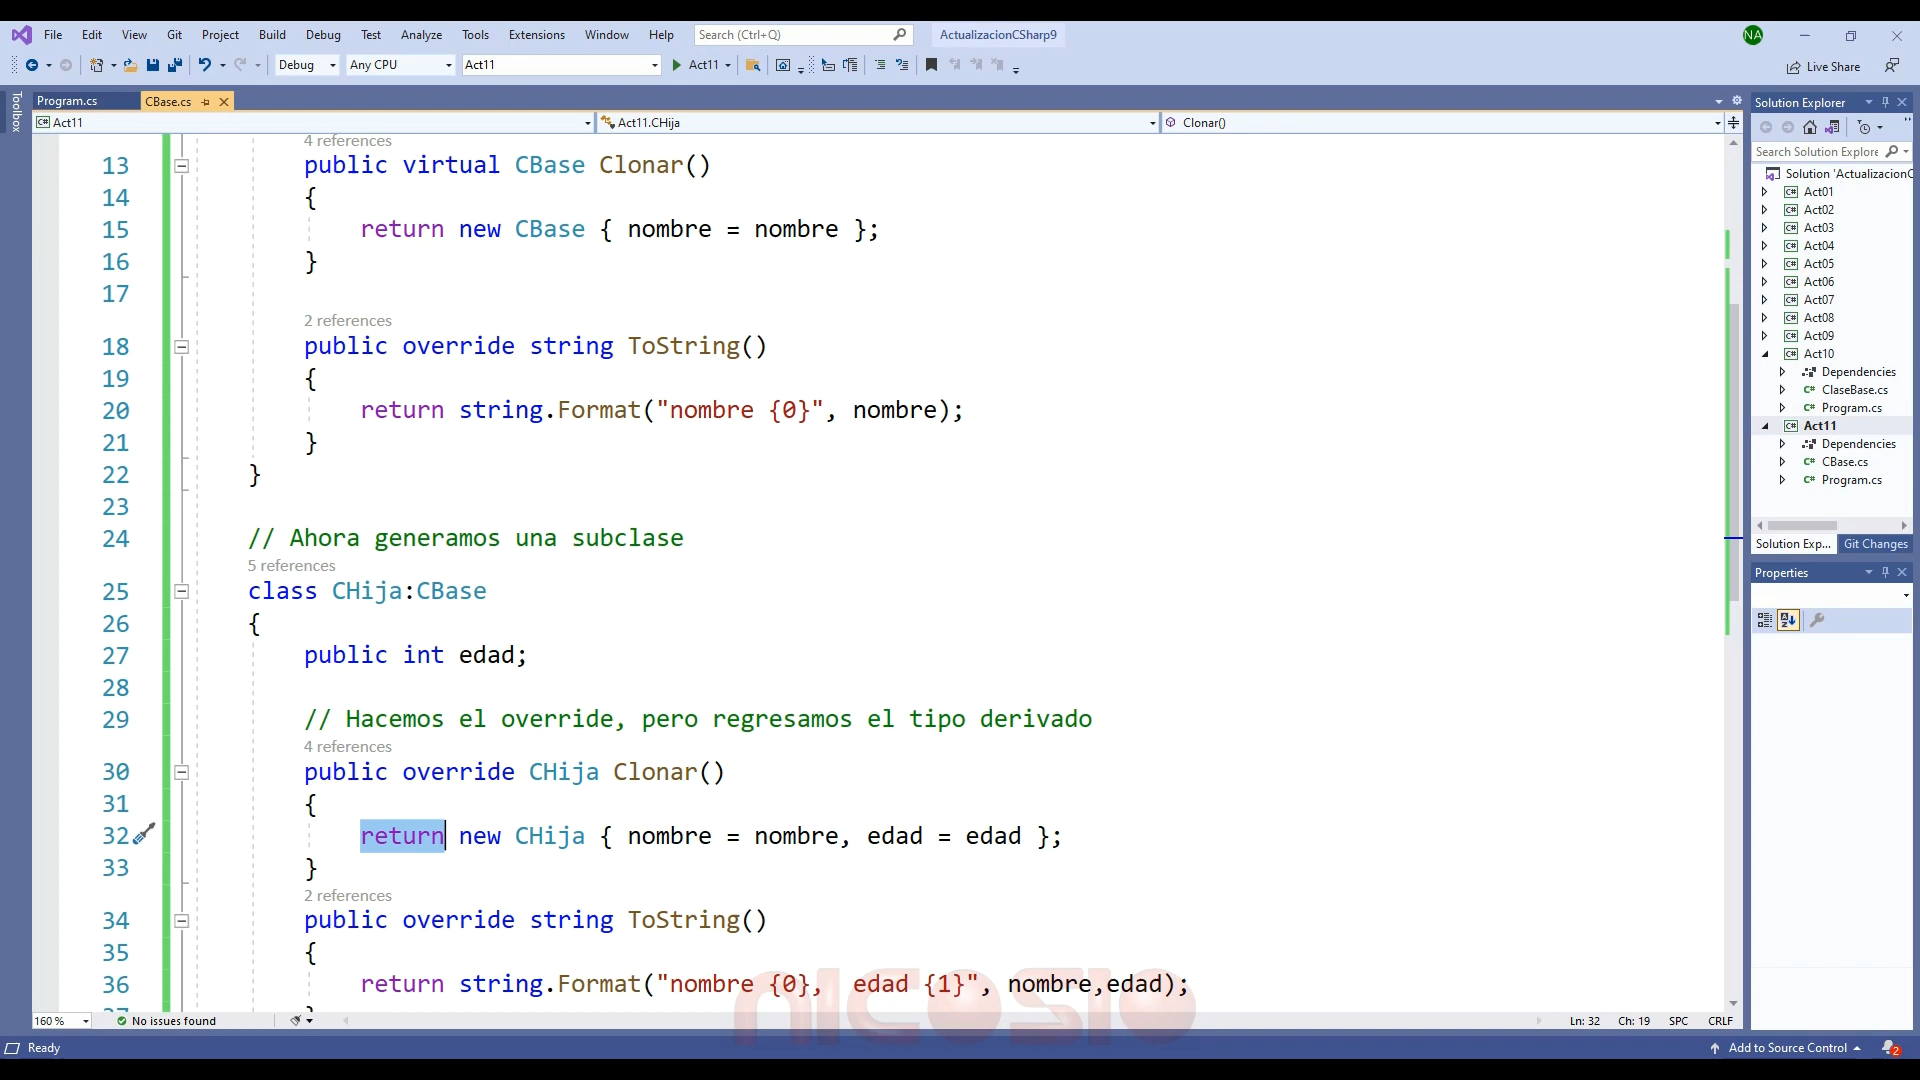 File Edit View Git Project Build Debug Test Analyze Tools Extensions Window Help Search (Ctrl+Q) ActualizacionCSharp9 NA
Debug Any CPU Act11 Act11 Live Share
Toolbox
Program.cs CBase.cs
Act11 Act11.CHija Clonar()
4 references
13 public virtual CBase Clonar()
14 {
15 return new CBase { nombre = nombre };
16 }
17
2 references
18 public override string ToString()
19 {
20 return string.Format("nombre {0}", nombre);
21 }
22 }
23
24 // Ahora generamos una subclase
5 references
25 class CHija:CBase
26 {
27 public int edad;
28
29 // Hacemos el override, pero regresamos el tipo derivado
4 references
30 public override CHija Clonar()
31 {
32 return new CHija { nombre = nombre, edad = edad };
33 }
2 references
34 public override string ToString()
35 {
36 return string.Format("nombre {0},  edad {1}", nombre,edad);
37 }
NICOSIO
160 % No issues found Ln: 32 Ch: 19 SPC CRLF
Solution Explorer
Search Solution Explore
Solution 'ActualizacionC
C# Act01
C# Act02
C# Act03
C# Act04
C# Act05
C# Act06
C# Act07
C# Act08
C# Act09
C# Act10
Dependencies
C# ClaseBase.cs
C# Program.cs
C# Act11
Dependencies
C# CBase.cs
C# Program.cs
Solution Exp... Git Changes
Properties
Ready Add to Source Control 2